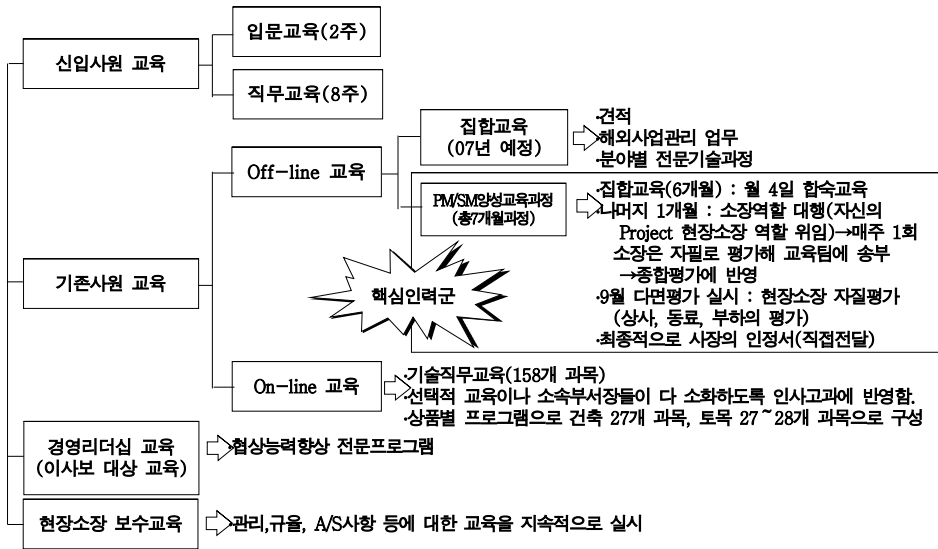 신입사원 교육
입문교육(2주)
직무교육(8주)
기존사원 교육
Off-line 교육
집합교육
(07년 예정)
·견적
·해외사업관리 업무
·분야별 전문기술과정
PM/SM양성교육과정
(총7개월과정)
·집합교육(6개월) : 월 4일 합숙교육
·나머지 1개월 : 소장역할 대행(자신의
Project 현장소장 역할 위임)→매주 1회
소장은 자필로 평가해 교육팀에 송부
→종합평가에 반영
·9월 다면평가 실시 : 현장소장 자질평가
(상사, 동료, 부하의 평가)
·최종적으로 사장의 인정서(직접전달)
핵심인력군
On-line 교육
·기술직무교육(158개 과목)
·선택적 교육이나 소속부서장들이 다 소화하도록 인사고과에 반영함.
·상품별 프로그램으로 건축 27개 과목, 토목 27~28개 과목으로 구성
경영리더십 교육
(이사보 대상 교육)
·협상능력향상 전문프로그램
현장소장 보수교육
·관리,규율, A/S사항 등에 대한 교육을 지속적으로 실시